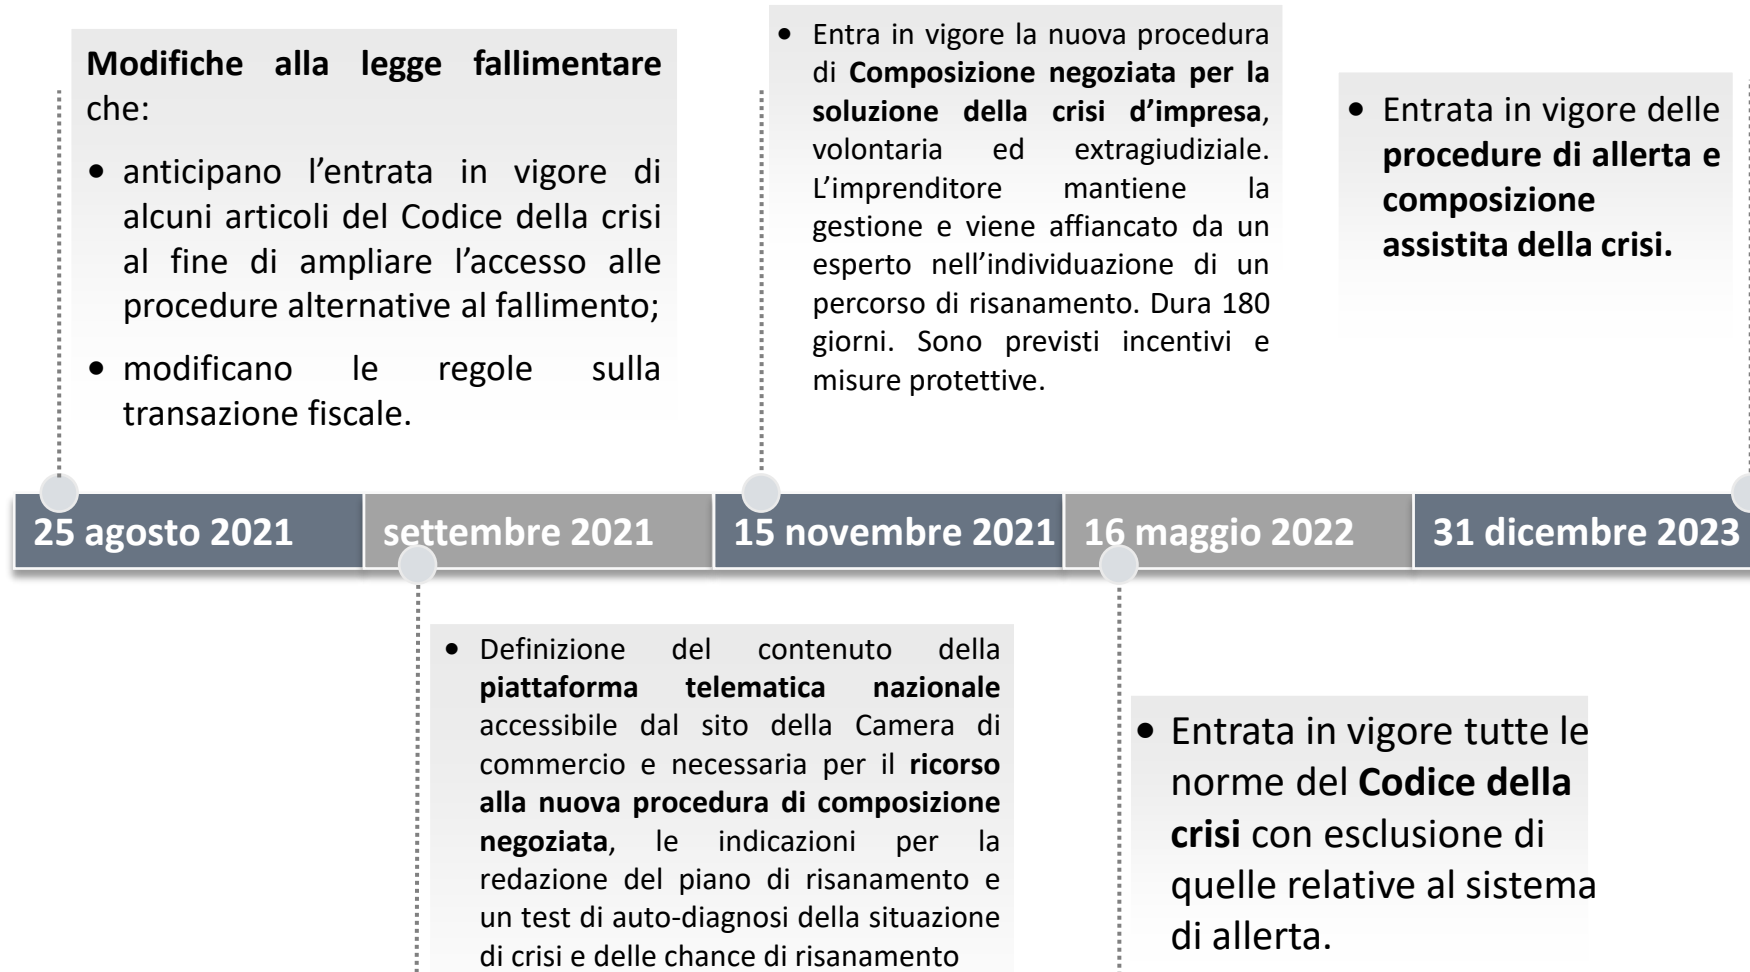 Modifiche alla legge fallimentare
che:
• anticipano l’entrata in vigore di
alcuni articoli del Codice della crisi
al fine di ampliare l’accesso alle
procedure alternative al fallimento;
• modificano le regole sulla
transazione fiscale.
• Entra in vigore la nuova procedura
di Composizione negoziata per la
soluzione della crisi d’impresa,
volontaria ed extragiudiziale.
L’imprenditore mantiene la
gestione e viene affiancato da un
esperto nell’individuazione di un
percorso di risanamento. Dura 180
giorni. Sono previsti incentivi e
misure protettive.
• Entrata in vigore delle
procedure di allerta e
composizione
assistita della crisi.
25 agosto 2021
settembre 2021
15 novembre 2021
16 maggio 2022
31 dicembre 2023
• Definizione del contenuto della
piattaforma telematica nazionale
accessibile dal sito della Camera di
commercio e necessaria per il ricorso
alla nuova procedura di composizione
negoziata, le indicazioni per la
redazione del piano di risanamento e
un test di auto-diagnosi della situazione
di crisi e delle chance di risanamento
• Entrata in vigore tutte le
norme del Codice della
crisi con esclusione di
quelle relative al sistema
di allerta.